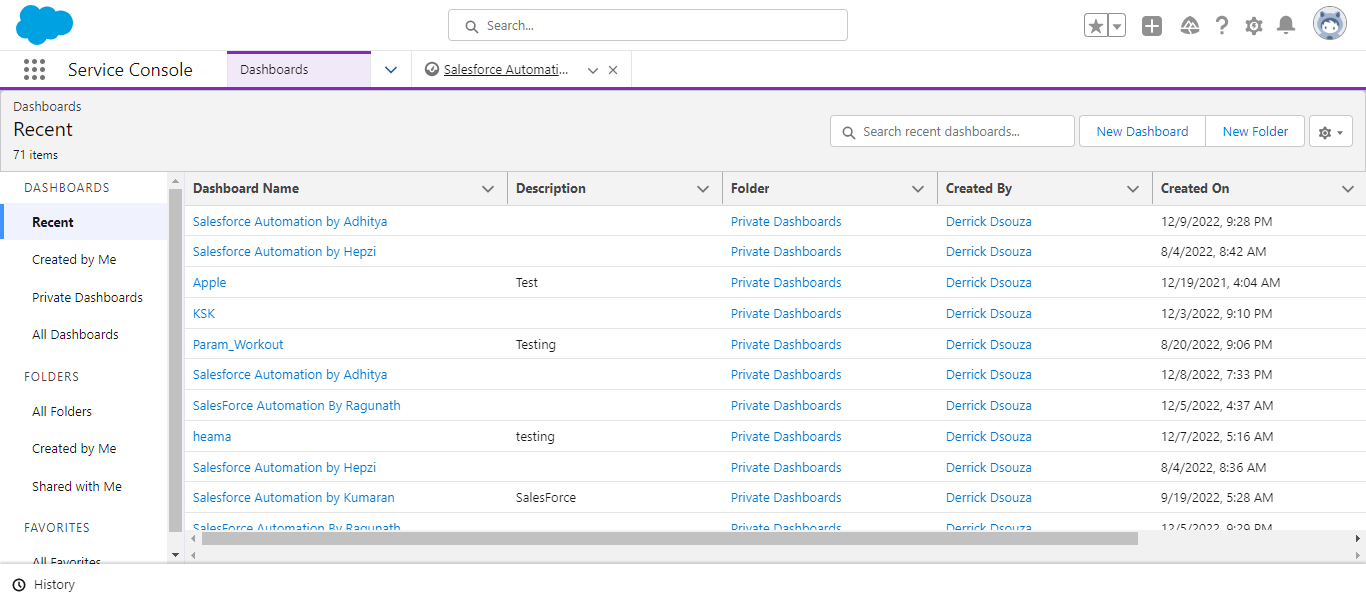 Search...
Service Console
Dashboards
Salesforce Automati...
Dashboards
Recent
71 items
Search recent dashboards...
New Dashboard
New Folder
DASHBOARDS
Recent
Created by Me
Private Dashboards
All Dashboards
FOLDERS
All Folders
Created by Me
Shared with Me
FAVORITES
All Favorites
Dashboard Name Description Folder Created By Created On
Salesforce Automation by Adhitya Private Dashboards Derrick Dsouza 12/9/2022, 9:28 PM
Salesforce Automation by Hepzi Private Dashboards Derrick Dsouza 8/4/2022, 8:42 AM
Apple Test Private Dashboards Derrick Dsouza 12/19/2021, 4:04 AM
KSK Private Dashboards Derrick Dsouza 12/3/2022, 9:10 PM
Param_Workout Testing Private Dashboards Derrick Dsouza 8/20/2022, 9:06 PM
Salesforce Automation by Adhitya Private Dashboards Derrick Dsouza 12/8/2022, 7:33 PM
SalesForce Automation By Ragunath Private Dashboards Derrick Dsouza 12/5/2022, 4:37 AM
heama testing Private Dashboards Derrick Dsouza 12/7/2022, 5:16 AM
Salesforce Automation by Hepzi Private Dashboards Derrick Dsouza 8/4/2022, 8:36 AM
Salesforce Automation by Kumaran SalesForce Private Dashboards Derrick Dsouza 9/19/2022, 5:28 AM
SalesForce Automation By Ragunath Private Dashboards Derrick Dsouza 12/5/2022, 9:29 PM
History